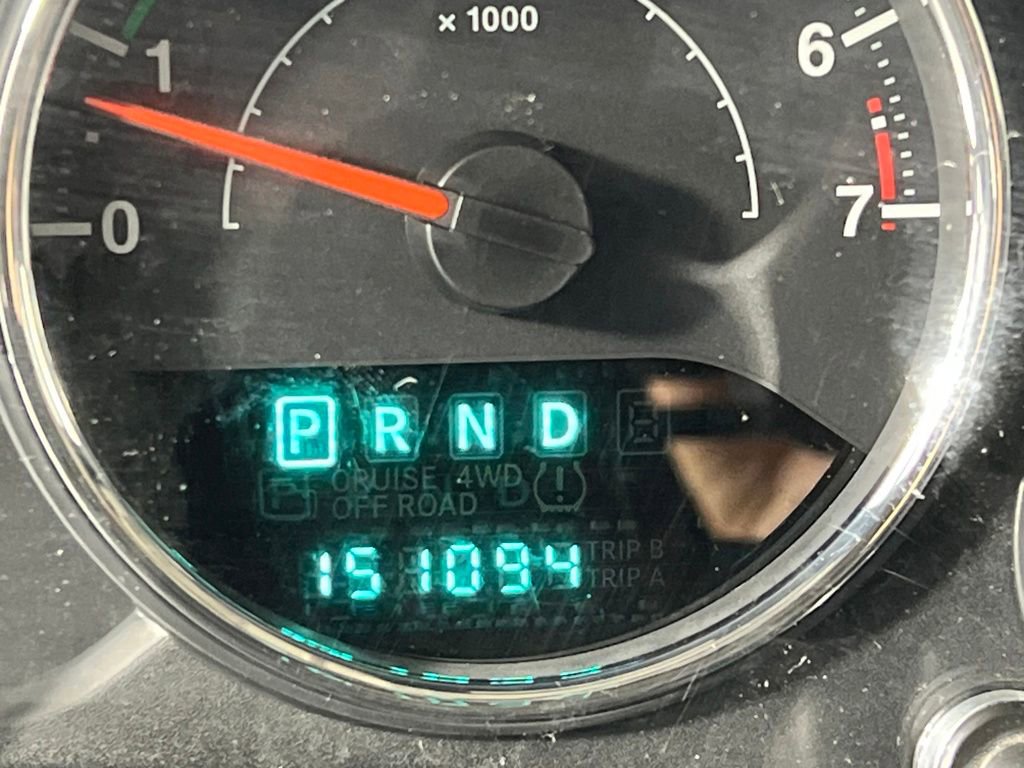 x 1000
1
6
0
7
P R N D
CRUISE 4WD
OFF ROAD
TRIP B
151094
TRIP A